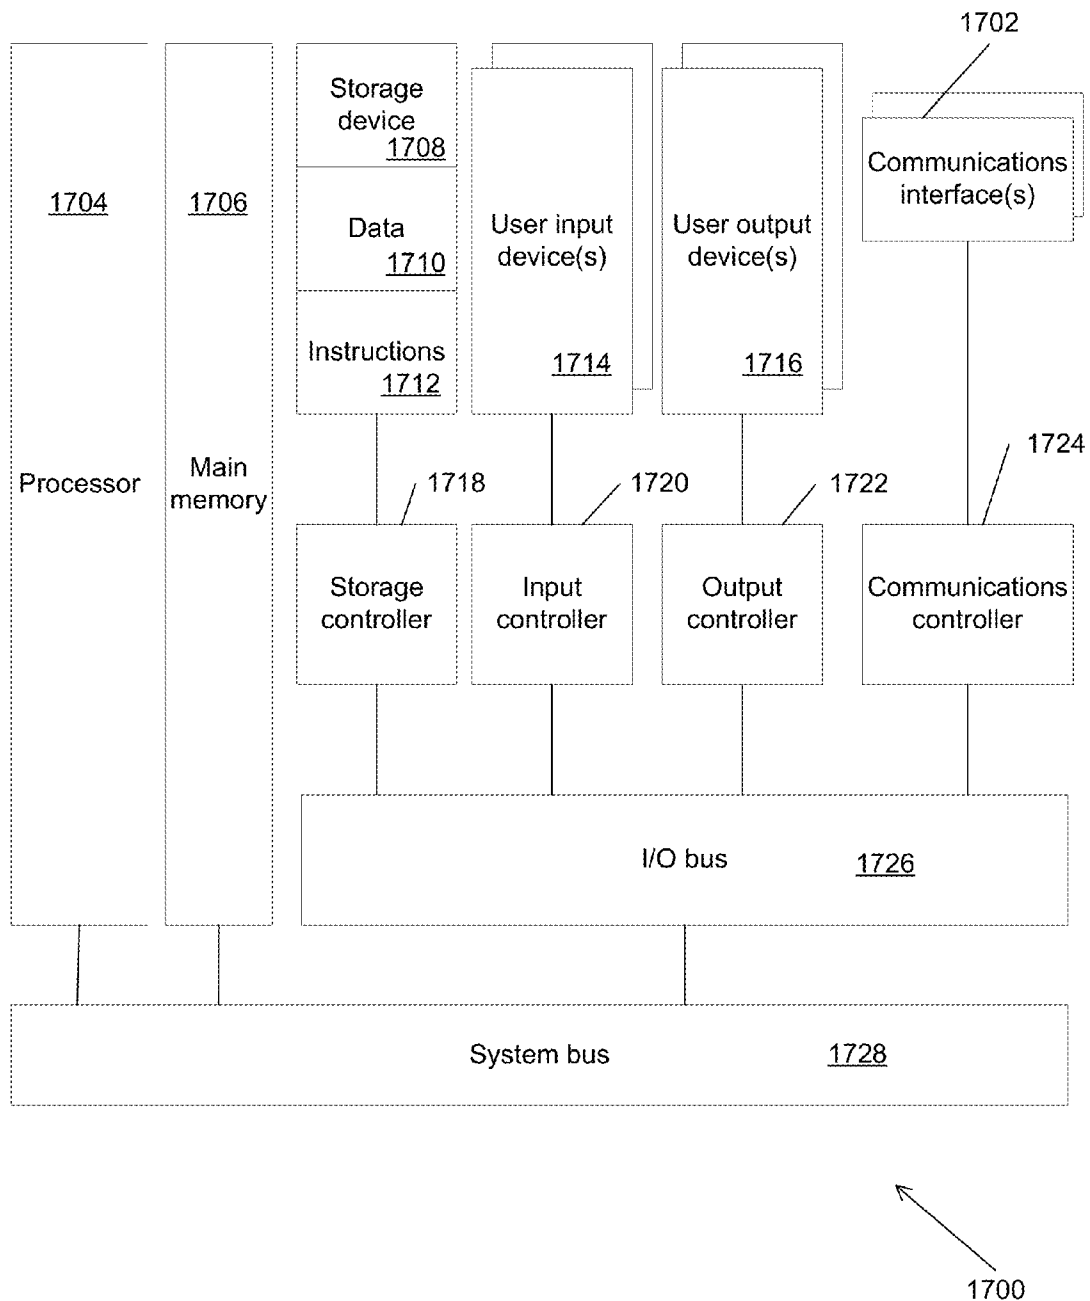 1702
Storage
device
1708
Communications
interface(s)
1704
1706
Data
1710
User input
device(s)
User output
device(s)
Instructions
1712
1714
1716
1724
Processor
Main
memory
1718
1720
1722
Storage
controller
Input
controller
Output
controller
Communications
controller
I/O bus
1726
System bus
1728
1700